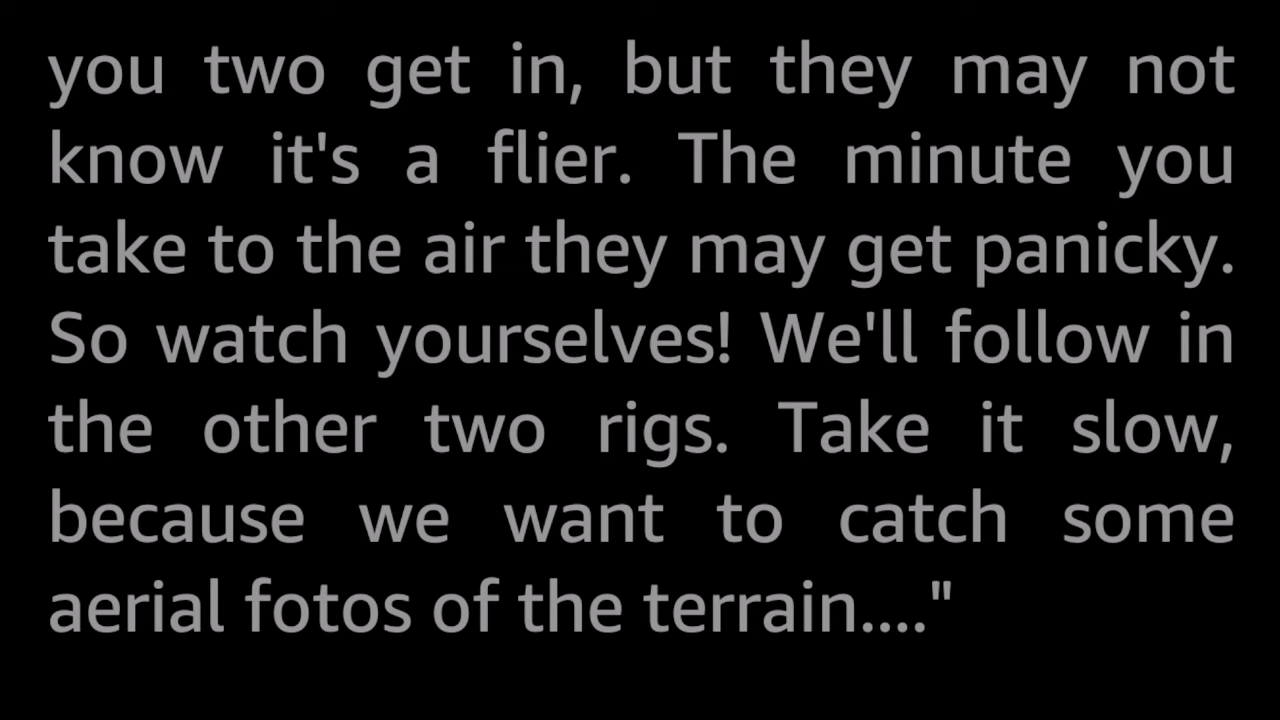 you two get in, but they may not
know it's a flier. The minute you
take to the air they may get panicky.
So watch yourselves! We'll follow in
the other two rigs. Take it slow,
because we want to catch some
aerial fotos of the terrain...."